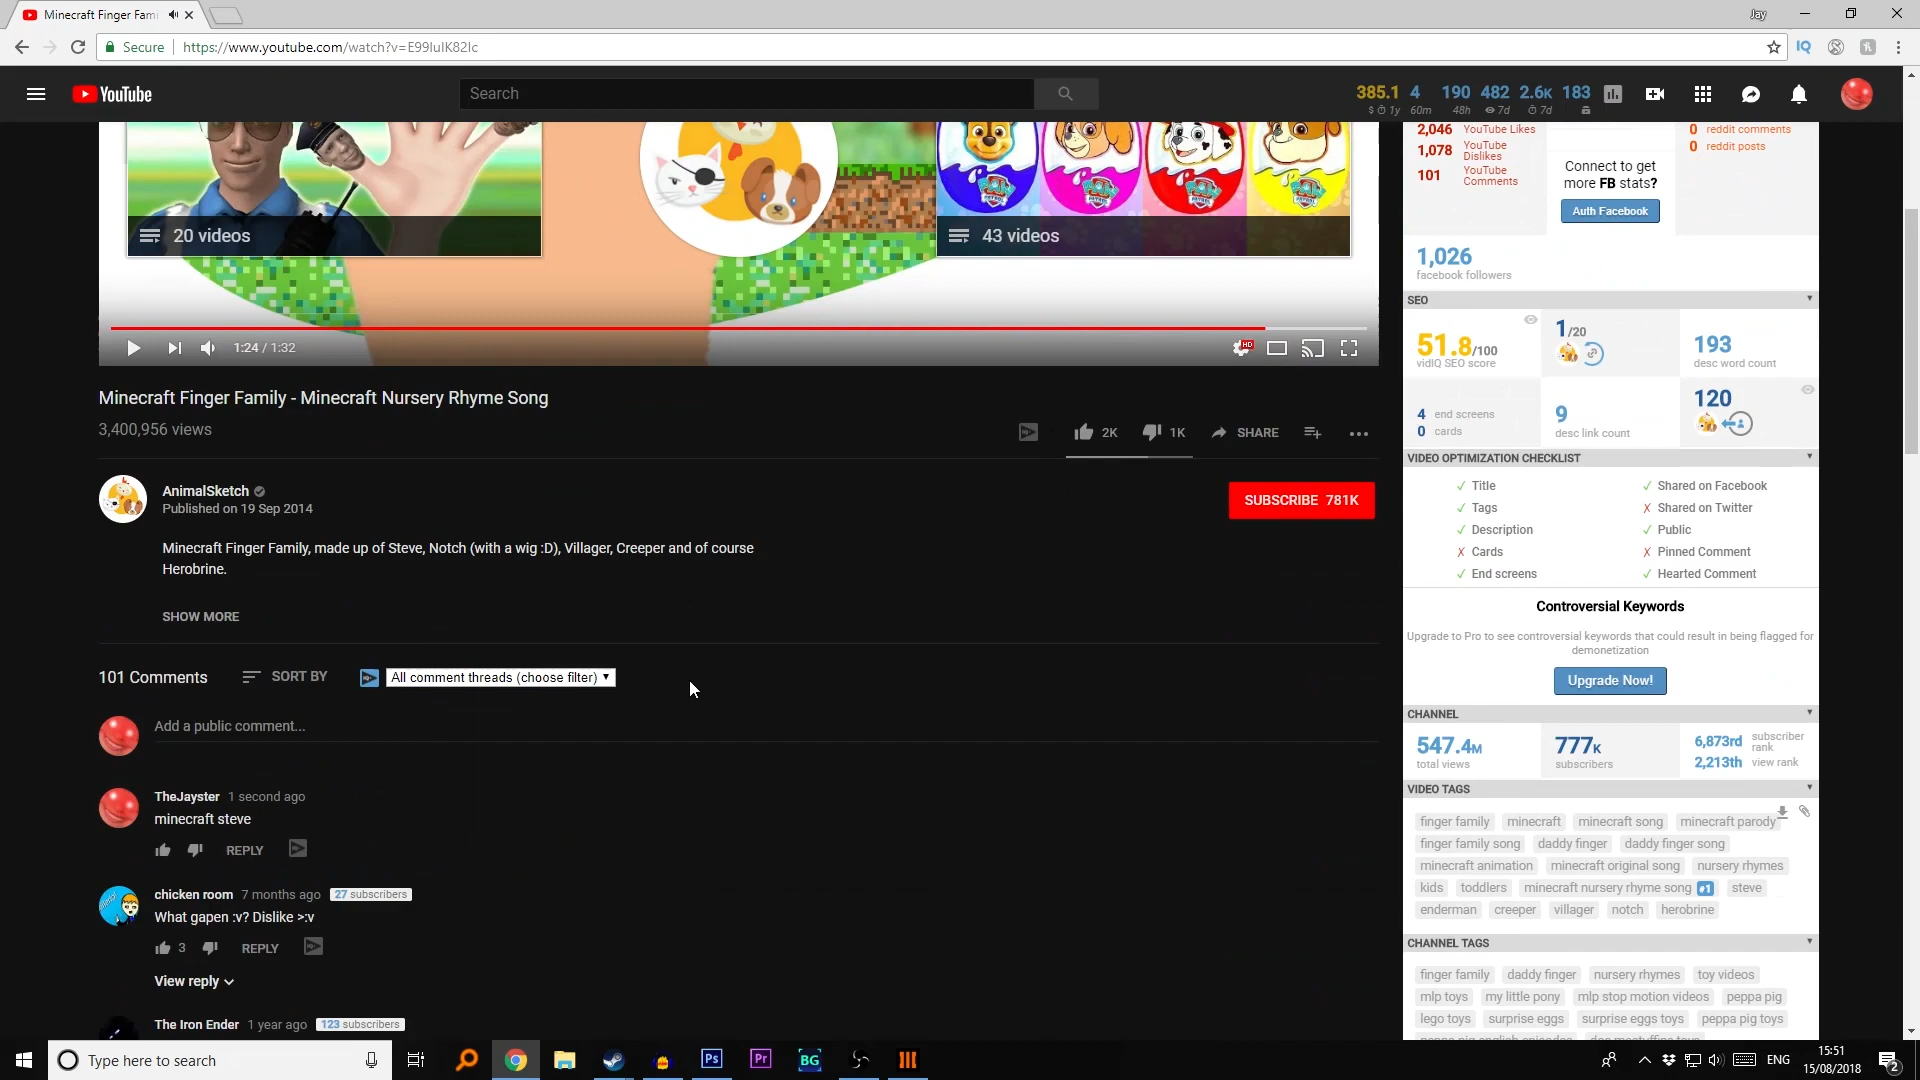 Minecraft Finger Fam
Jay
Secure
https://www.youtube.com/watch?v=E99IuIK82Ic
IQ
YouTube
Search
385.1 4 190 482 2.6K 183
$ 1y 60m 48h 7d 7d
20 videos
43 videos
1:24 / 1:32
HD
Minecraft Finger Family - Minecraft Nursery Rhyme Song
3,400,956 views
2K
1K
SHARE
AnimalSketch
Published on 19 Sep 2014
SUBSCRIBE 781K
Minecraft Finger Family, made up of Steve, Notch (with a wig :D), Villager, Creeper and of course
Herobrine.
SHOW MORE
101 Comments
SORT BY
All comment threads (choose filter)
Add a public comment...
TheJayster 1 second ago
minecraft steve
REPLY
chicken room 7 months ago 27 subscribers
What gapen :v? Dislike >:v
3 REPLY
View reply
The Iron Ender 1 year ago 123 subscribers
2,046 YouTube Likes
1,078 YouTube
Dislikes
101 YouTube
Comments
Connect to get
more FB stats?
Auth Facebook
0 reddit comments
0 reddit posts
1,026
facebook followers
SEO
51.8/100
vidIQ SEO score
1/20
193
desc word count
4 end screens
0 cards
9
desc link count
120
VIDEO OPTIMIZATION CHECKLIST
✓ Title
✓ Shared on Facebook
✓ Tags
✗ Shared on Twitter
✓ Description
✓ Public
✗ Cards
✗ Pinned Comment
✓ End screens
✓ Hearted Comment
Controversial Keywords
Upgrade to Pro to see controversial keywords that could result in being flagged for
demonetization
Upgrade Now!
CHANNEL
547.4M
total views
777K
subscribers
6,873rd subscriber
rank
2,213th view rank
VIDEO TAGS
finger family minecraft minecraft song minecraft parody
finger family song daddy finger daddy finger song
minecraft animation minecraft original song nursery rhymes
kids toddlers minecraft nursery rhyme song #1 steve
enderman creeper villager notch herobrine
CHANNEL TAGS
finger family daddy finger nursery rhymes toy videos
mlp toys my little pony mlp stop motion videos peppa pig
lego toys surprise eggs surprise eggs toys peppa pig toys
Type here to search
Ps
Pr
BG
ENG
15:51
15/08/2018
2